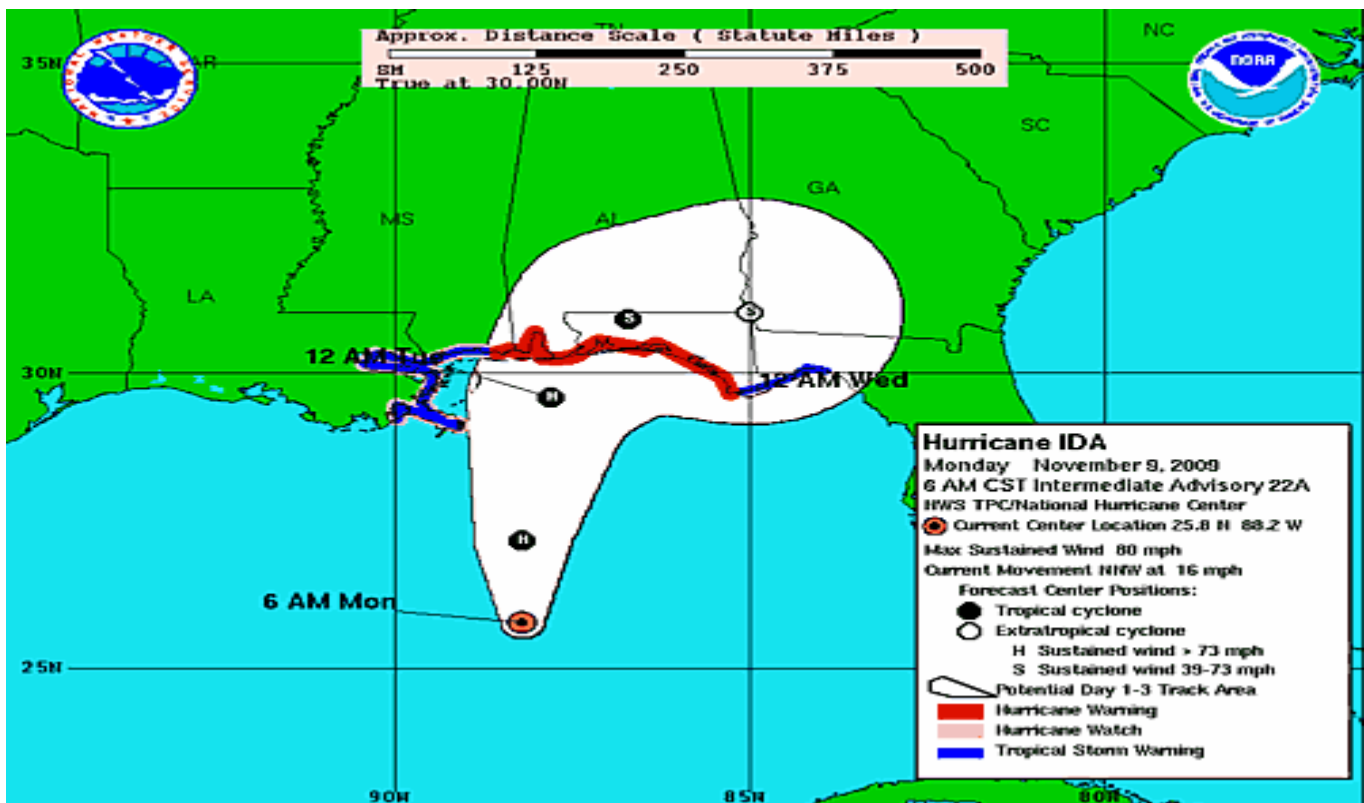 Approx. Distance Scale ( Statute Miles )
SM 125 250 375 500
True at 30.00N
NATIONAL WEATHER SERVICE
NOAA
TN
NC
35N
AR
SC
MS
AL
GA
LA
12 AM Tue
30N
12 AM Wed
6 AM Mon
25N
90W
85W
80W
Hurricane IDA
Monday November 9, 2009
6 AM CST Intermediate Advisory 22A
NWS TPC/National Hurricane Center
Current Center Location 25.8 N 88.2 W
Max Sustained Wind 80 mph
Current Movement NNW at 16 mph
Forecast Center Positions:
Tropical cyclone
Extratropical cyclone
H Sustained wind > 73 mph
S Sustained wind 39-73 mph
Potential Day 1-3 Track Area
Hurricane Warning
Hurricane Watch
Tropical Storm Warning
S
S
H
H